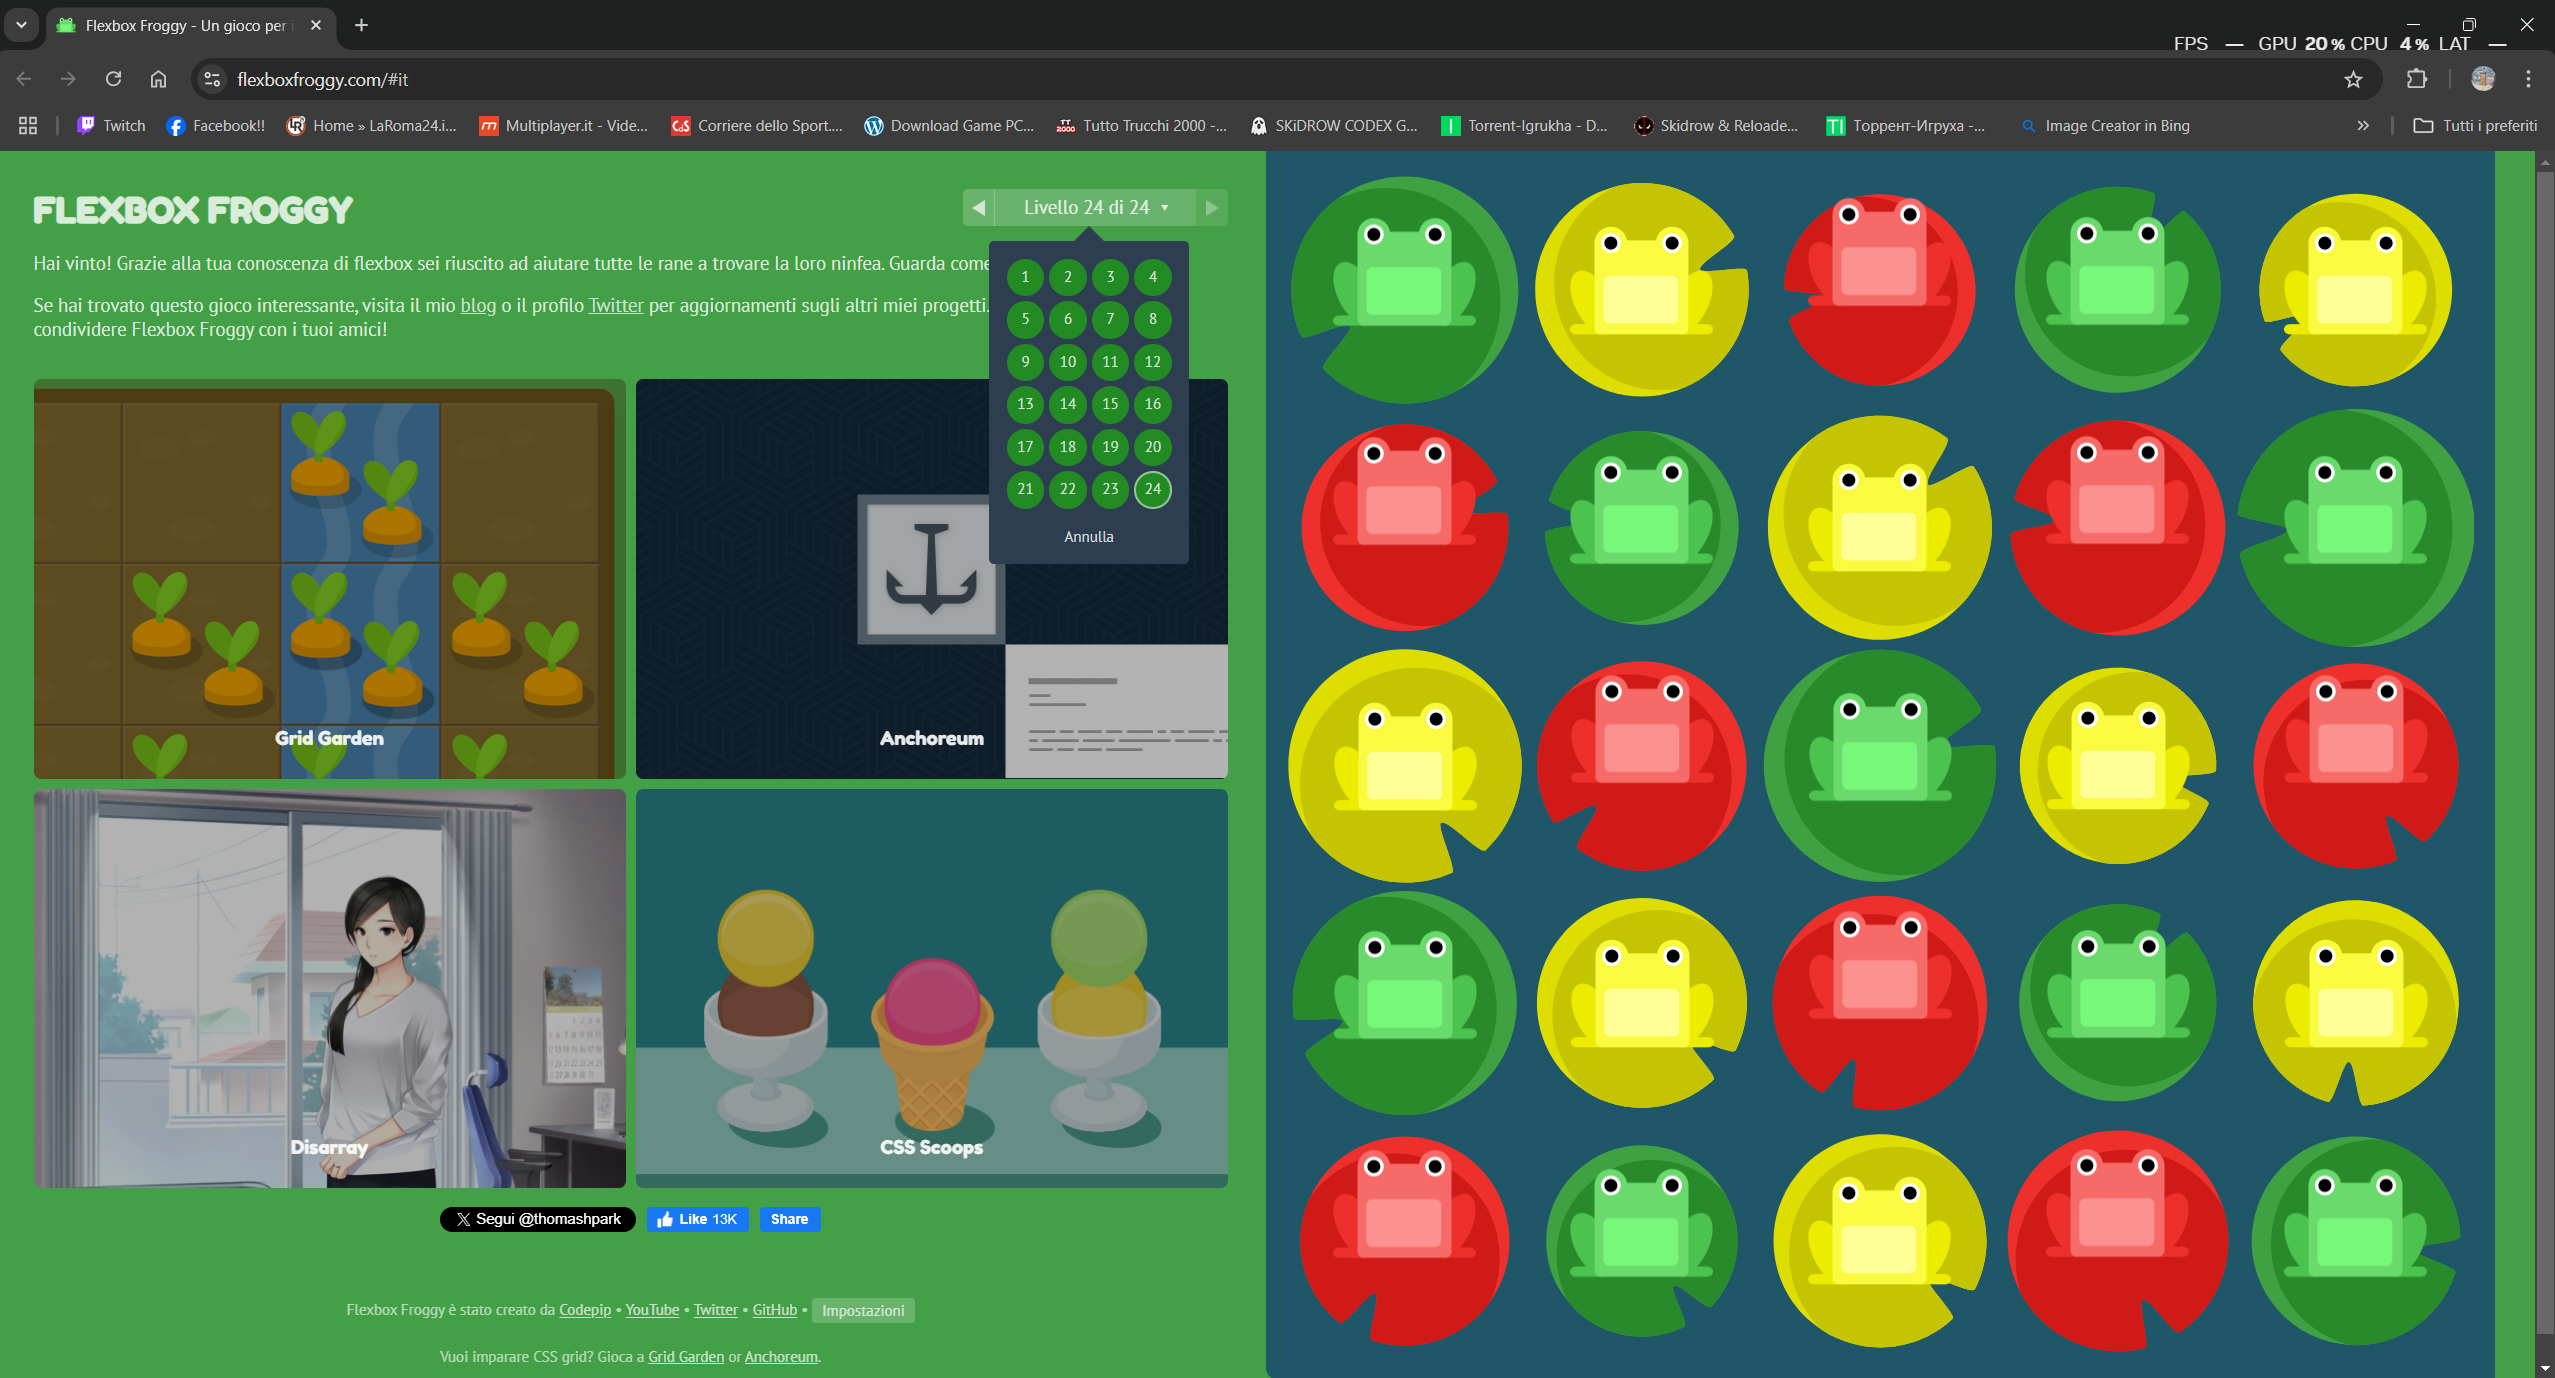 Flexbox Froggy - Un gioco per i
FPS — GPU 20 % CPU 4 % LAT —
flexboxfroggy.com/#it
Twitch
Facebook!!
Home » LaRoma24.i...
Multiplayer.it - Vide...
Corriere dello Sport....
Download Game PC...
Tutto Trucchi 2000 -...
SKiDROW CODEX G...
Torrent-Igrukha - D...
Skidrow & Reloade...
Торрент-Игруха -...
Image Creator in Bing
Tutti i preferiti
FLEXBOX FROGGY
Livello 24 di 24
Hai vinto! Grazie alla tua conoscenza di flexbox sei riuscito ad aiutare tutte le rane a trovare la loro ninfea. Guarda come
Se hai trovato questo gioco interessante, visita il mio blog o il profilo Twitter per aggiornamenti sugli altri miei progetti.
condividere Flexbox Froggy con i tuoi amici!
1 2 3 4
5 6 7 8
9 10 11 12
13 14 15 16
17 18 19 20
21 22 23 24
Annulla
Grid Garden
Anchoreum
Disarray
CSS Scoops
Segui @thomashpark
Like 13K
Share
Flexbox Froggy è stato creato da Codepip • YouTube • Twitter • GitHub • Impostazioni
Vuoi imparare CSS grid? Gioca a Grid Garden or Anchoreum.